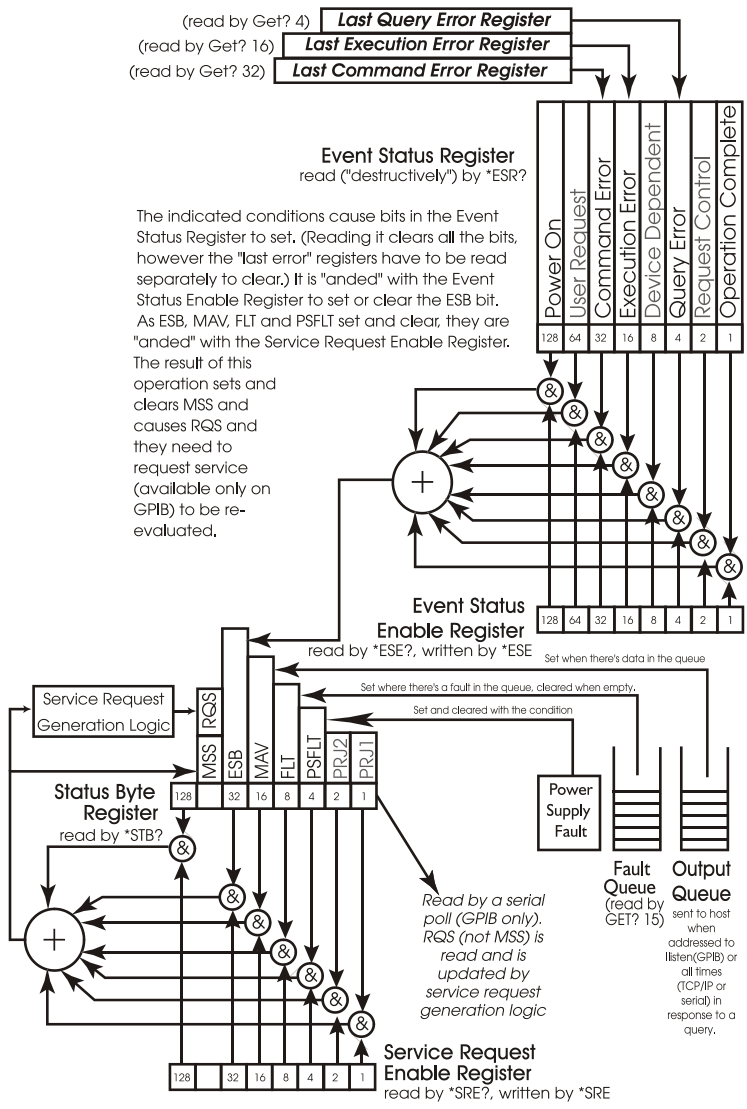 (read by Get? 4) Last Query Error Register
(read by Get? 16) Last Execution Error Register
(read by Get? 32) Last Command Error Register
Event Status Register
read ("destructively") by *ESR?
The indicated conditions cause bits in the Event
Status Register to set. (Reading it clears all the bits,
however the "last error" registers have to be read
separately to clear.) It is "anded" with the Event
Status Enable Register to set or clear the ESB bit.
As ESB, MAV, FLT and PSFLT set and clear, they are
"anded" with the Service Request Enable Register.
The result of this
operation sets and
clears MSS and
causes RQS and
they need to
request service
(available only on
GPIB) to be re-
evaluated.
Power On
User Request
Command Error
Execution Error
Device Dependent
Query Error
Request Control
Operation Complete
128 64 32 16 8 4 2 1
&
&
&
&
&
&
&
&
+
Event Status
Enable Register
read by *ESE?, written by *ESE
128 64 32 16 8 4 2 1
Set when there's data in the queue
Set where there's a fault in the queue, cleared when empty.
Set and cleared with the condition
Service Request
Generation Logic
RQS
MSS
ESB
MAV
FLT
PSFLT
PRJ2
PRJ1
Status Byte
Register
read by *STB?
128 32 16 8 4 2 1
&
&
&
&
&
&
&
+
Power
Supply
Fault
Fault
Queue
(read by
GET? 15)
Output
Queue
sent to host
when
addressed to
llisten(GPIB) or
all times
(TCP/IP or
serial) in
response to a
query.
Read by a serial
poll (GPIB only).
RQS (not MSS) is
read and is
updated by
service request
generation logic
Service Request
Enable Register
read by *SRE?, written by *SRE
128 32 16 8 4 2 1